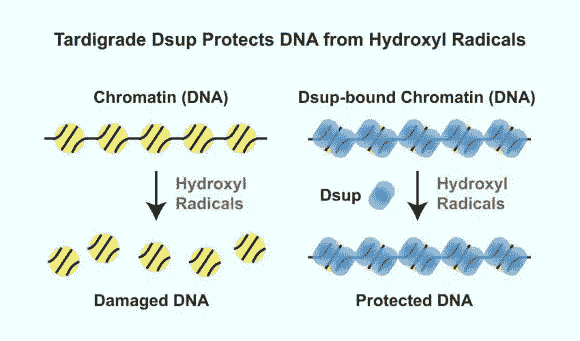 Tardigrade Dsup Protects DNA from Hydroxyl Radicals
Chromatin (DNA)
Hydroxyl
Radicals
Damaged DNA
Dsup-bound Chromatin (DNA)
Dsup
Hydroxyl
Radicals
Protected DNA